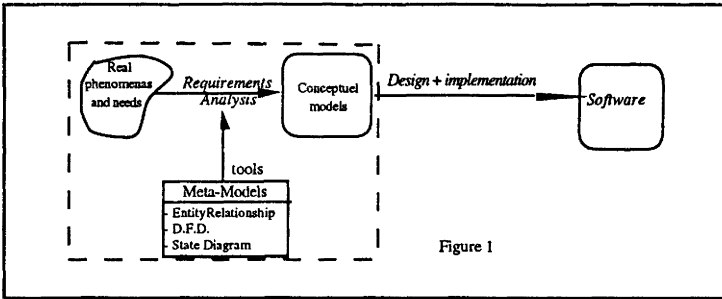 Real
phenomenas
and needs
Requirements
Analysis
Conceptuel
models
Design + implementation
Software
tools
Meta-Models
- EntityRelationship
- D.F.D.
- State Diagram
Figure 1